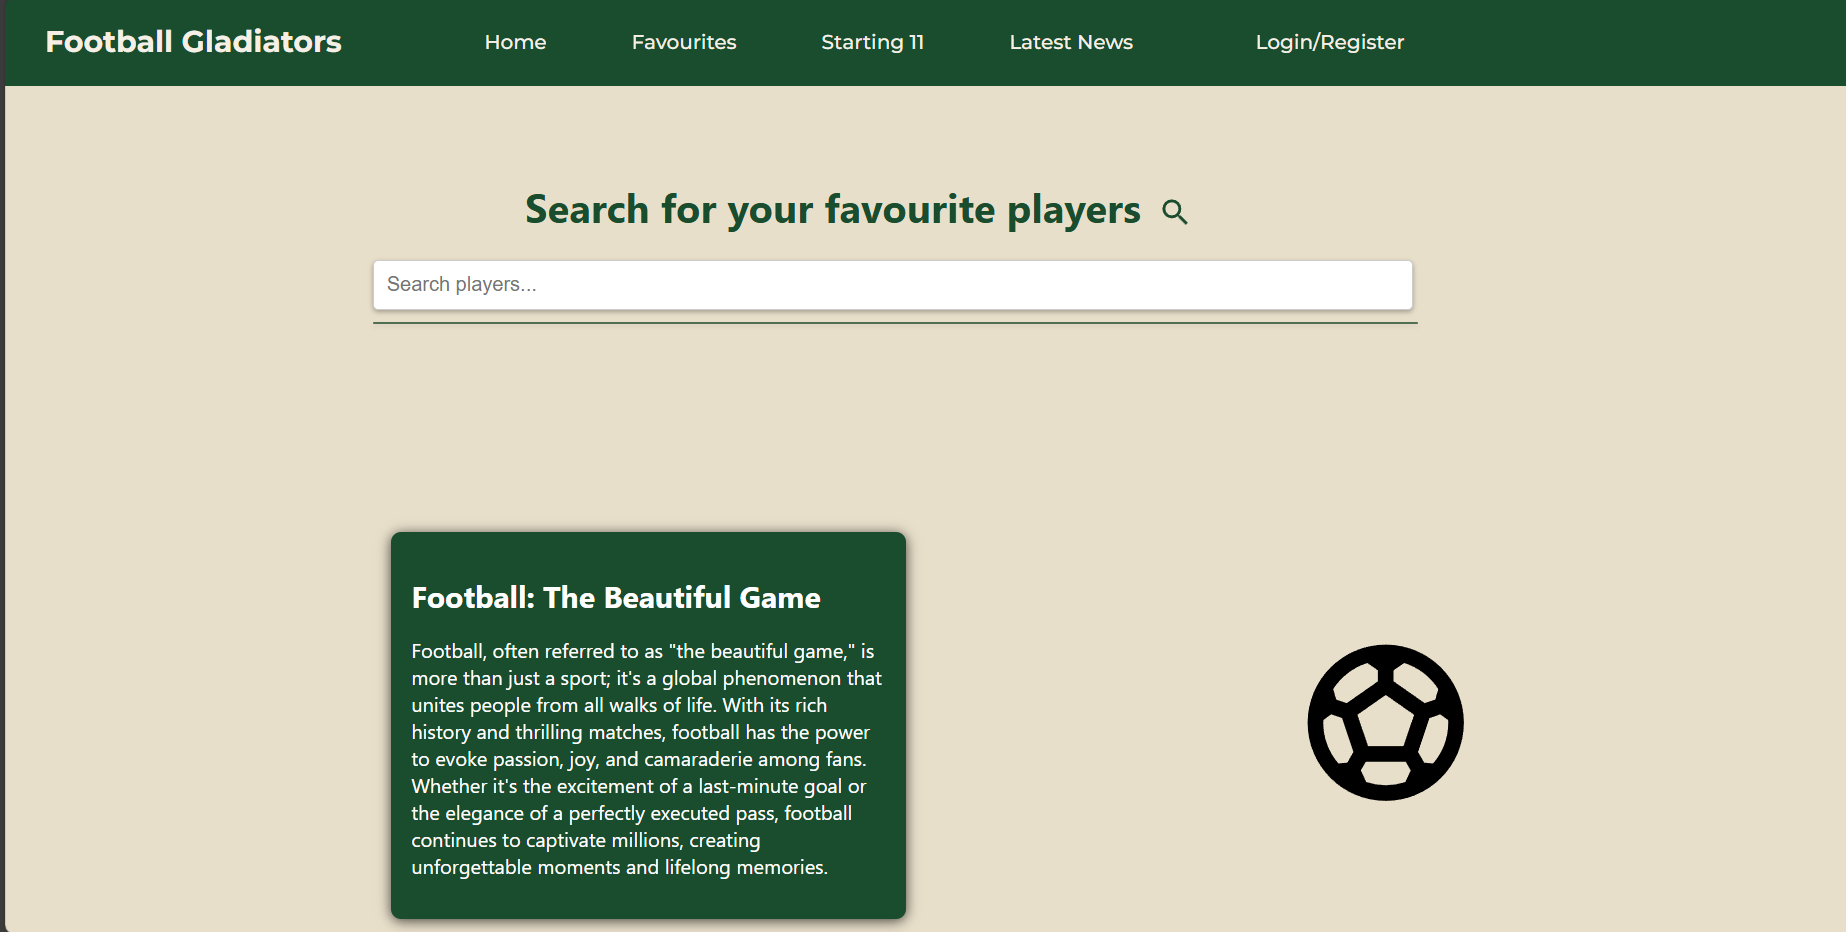 Football Gladiators Home Favourites Starting 11 Latest News Login/Register
Search for your favourite players
Search players...
Football: The Beautiful Game
Football, often referred to as "the beautiful game," is
more than just a sport; it's a global phenomenon that
unites people from all walks of life. With its rich
history and thrilling matches, football has the power
to evoke passion, joy, and camaraderie among fans.
Whether it's the excitement of a last-minute goal or
the elegance of a perfectly executed pass, football
continues to captivate millions, creating
unforgettable moments and lifelong memories.